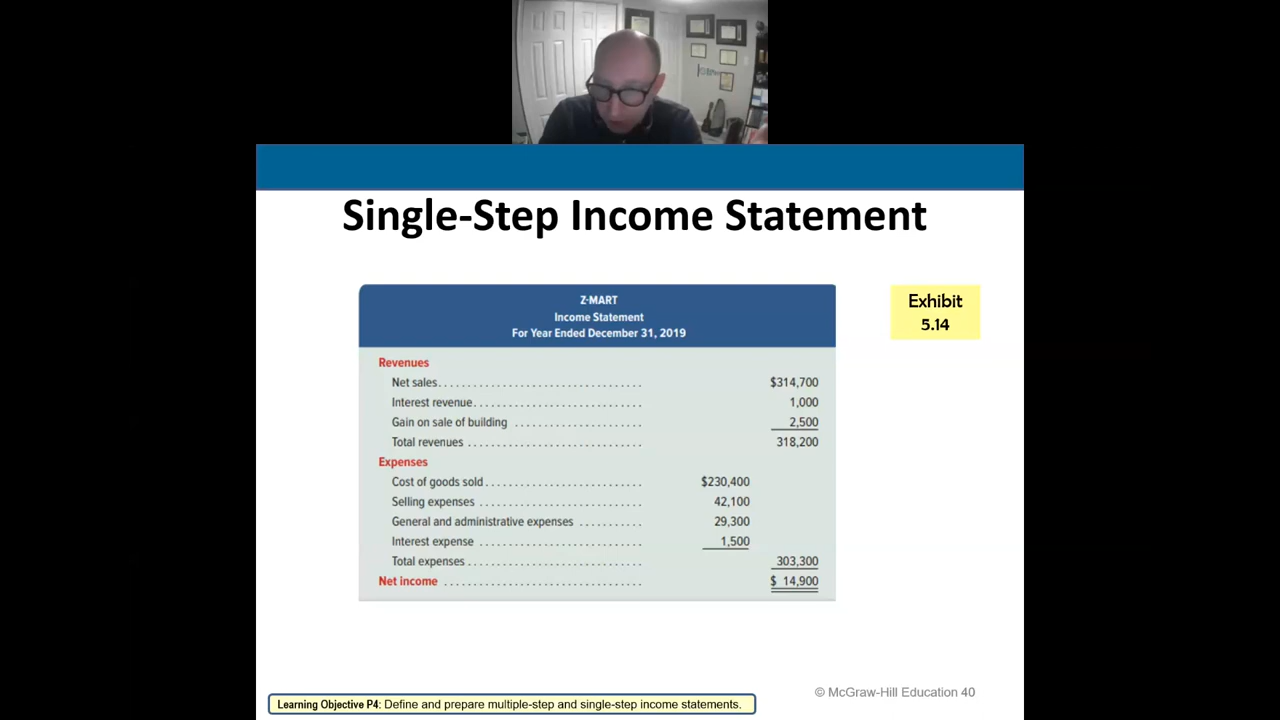 Single-Step Income Statement
Z-MART
Income Statement
For Year Ended December 31, 2019
Exhibit
5.14
Revenues
Net sales.................................. $314,700
Interest revenue............................. 1,000
Gain on sale of building ...................... 2,500
Total revenues .............................. 318,200
Expenses
Cost of goods sold........................... $230,400
Selling expenses ............................ 42,100
General and administrative expenses ........... 29,300
Interest expense ............................. 1,500
Total expenses.............................. 303,300
Net income .................................. $ 14,900
© McGraw-Hill Education 40
Learning Objective P4: Define and prepare multiple-step and single-step income statements.